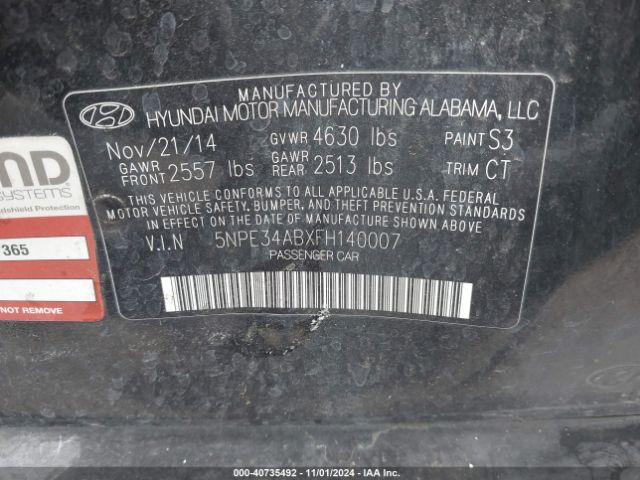 MANUFACTURED BY
HYUNDAI MOTOR MANUFACTURING ALABAMA, LLC
Nov/21/14 GVWR 4630 lbs PAINT S3
GAWR FRONT 2557 lbs GAWR REAR 2513 lbs TRIM CT
THIS VEHICLE CONFORMS TO ALL APPLICABLE U.S.A. FEDERAL
MOTOR VEHICLE SAFETY, BUMPER, AND THEFT PREVENTION STANDARDS
IN EFFECT ON THE DATE OF MANUFACTURE SHOWN ABOVE.
V.I.N 5NPE34ABXFH140007
PASSENGER CAR
ND
SYSTEMS
dshield Protection
365
NOT REMOVE
000-40735492 - 11/01/2024 - IAA Inc.